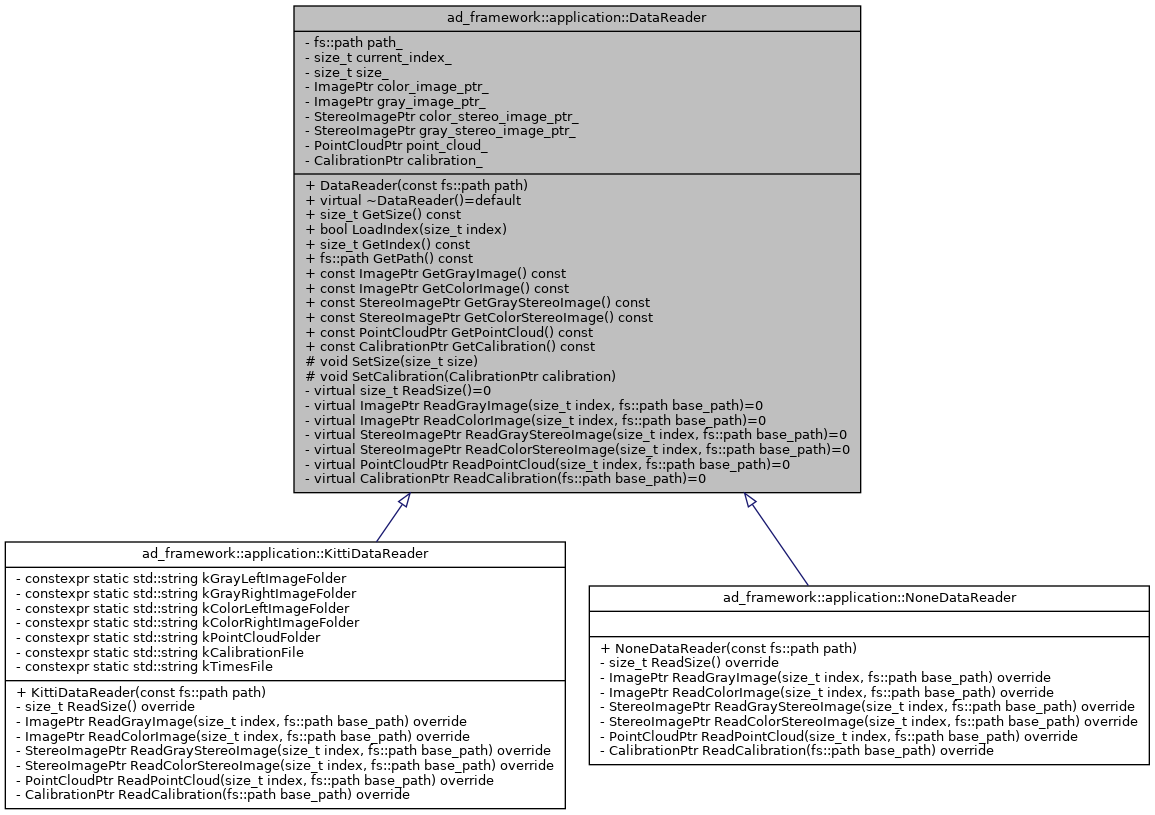 ad_framework::application::DataReader
- fs::path path_
- size_t current_index_
- size_t size_
- ImagePtr color_image_ptr_
- ImagePtr gray_image_ptr_
- StereoImagePtr color_stereo_image_ptr_
- StereoImagePtr gray_stereo_image_ptr_
- PointCloudPtr point_cloud_
- CalibrationPtr calibration_
+ DataReader(const fs::path path)
+ virtual ~DataReader()=default
+ size_t GetSize() const
+ bool LoadIndex(size_t index)
+ size_t GetIndex() const
+ fs::path GetPath() const
+ const ImagePtr GetGrayImage() const
+ const ImagePtr GetColorImage() const
+ const StereoImagePtr GetGrayStereoImage() const
+ const StereoImagePtr GetColorStereoImage() const
+ const PointCloudPtr GetPointCloud() const
+ const CalibrationPtr GetCalibration() const
# void SetSize(size_t size)
# void SetCalibration(CalibrationPtr calibration)
- virtual size_t ReadSize()=0
- virtual ImagePtr ReadGrayImage(size_t index, fs::path base_path)=0
- virtual ImagePtr ReadColorImage(size_t index, fs::path base_path)=0
- virtual StereoImagePtr ReadGrayStereoImage(size_t index, fs::path base_path)=0
- virtual StereoImagePtr ReadColorStereoImage(size_t index, fs::path base_path)=0
- virtual PointCloudPtr ReadPointCloud(size_t index, fs::path base_path)=0
- virtual CalibrationPtr ReadCalibration(fs::path base_path)=0
ad_framework::application::KittiDataReader
- constexpr static std::string kGrayLeftImageFolder
- constexpr static std::string kGrayRightImageFolder
- constexpr static std::string kColorLeftImageFolder
- constexpr static std::string kColorRightImageFolder
- constexpr static std::string kPointCloudFolder
- constexpr static std::string kCalibrationFile
- constexpr static std::string kTimesFile
+ KittiDataReader(const fs::path path)
- size_t ReadSize() override
- ImagePtr ReadGrayImage(size_t index, fs::path base_path) override
- ImagePtr ReadColorImage(size_t index, fs::path base_path) override
- StereoImagePtr ReadGrayStereoImage(size_t index, fs::path base_path) override
- StereoImagePtr ReadColorStereoImage(size_t index, fs::path base_path) override
- PointCloudPtr ReadPointCloud(size_t index, fs::path base_path) override
- CalibrationPtr ReadCalibration(fs::path base_path) override
ad_framework::application::NoneDataReader
+ NoneDataReader(const fs::path path)
- size_t ReadSize() override
- ImagePtr ReadGrayImage(size_t index, fs::path base_path) override
- ImagePtr ReadColorImage(size_t index, fs::path base_path) override
- StereoImagePtr ReadGrayStereoImage(size_t index, fs::path base_path) override
- StereoImagePtr ReadColorStereoImage(size_t index, fs::path base_path) override
- PointCloudPtr ReadPointCloud(size_t index, fs::path base_path) override
- CalibrationPtr ReadCalibration(fs::path base_path) override